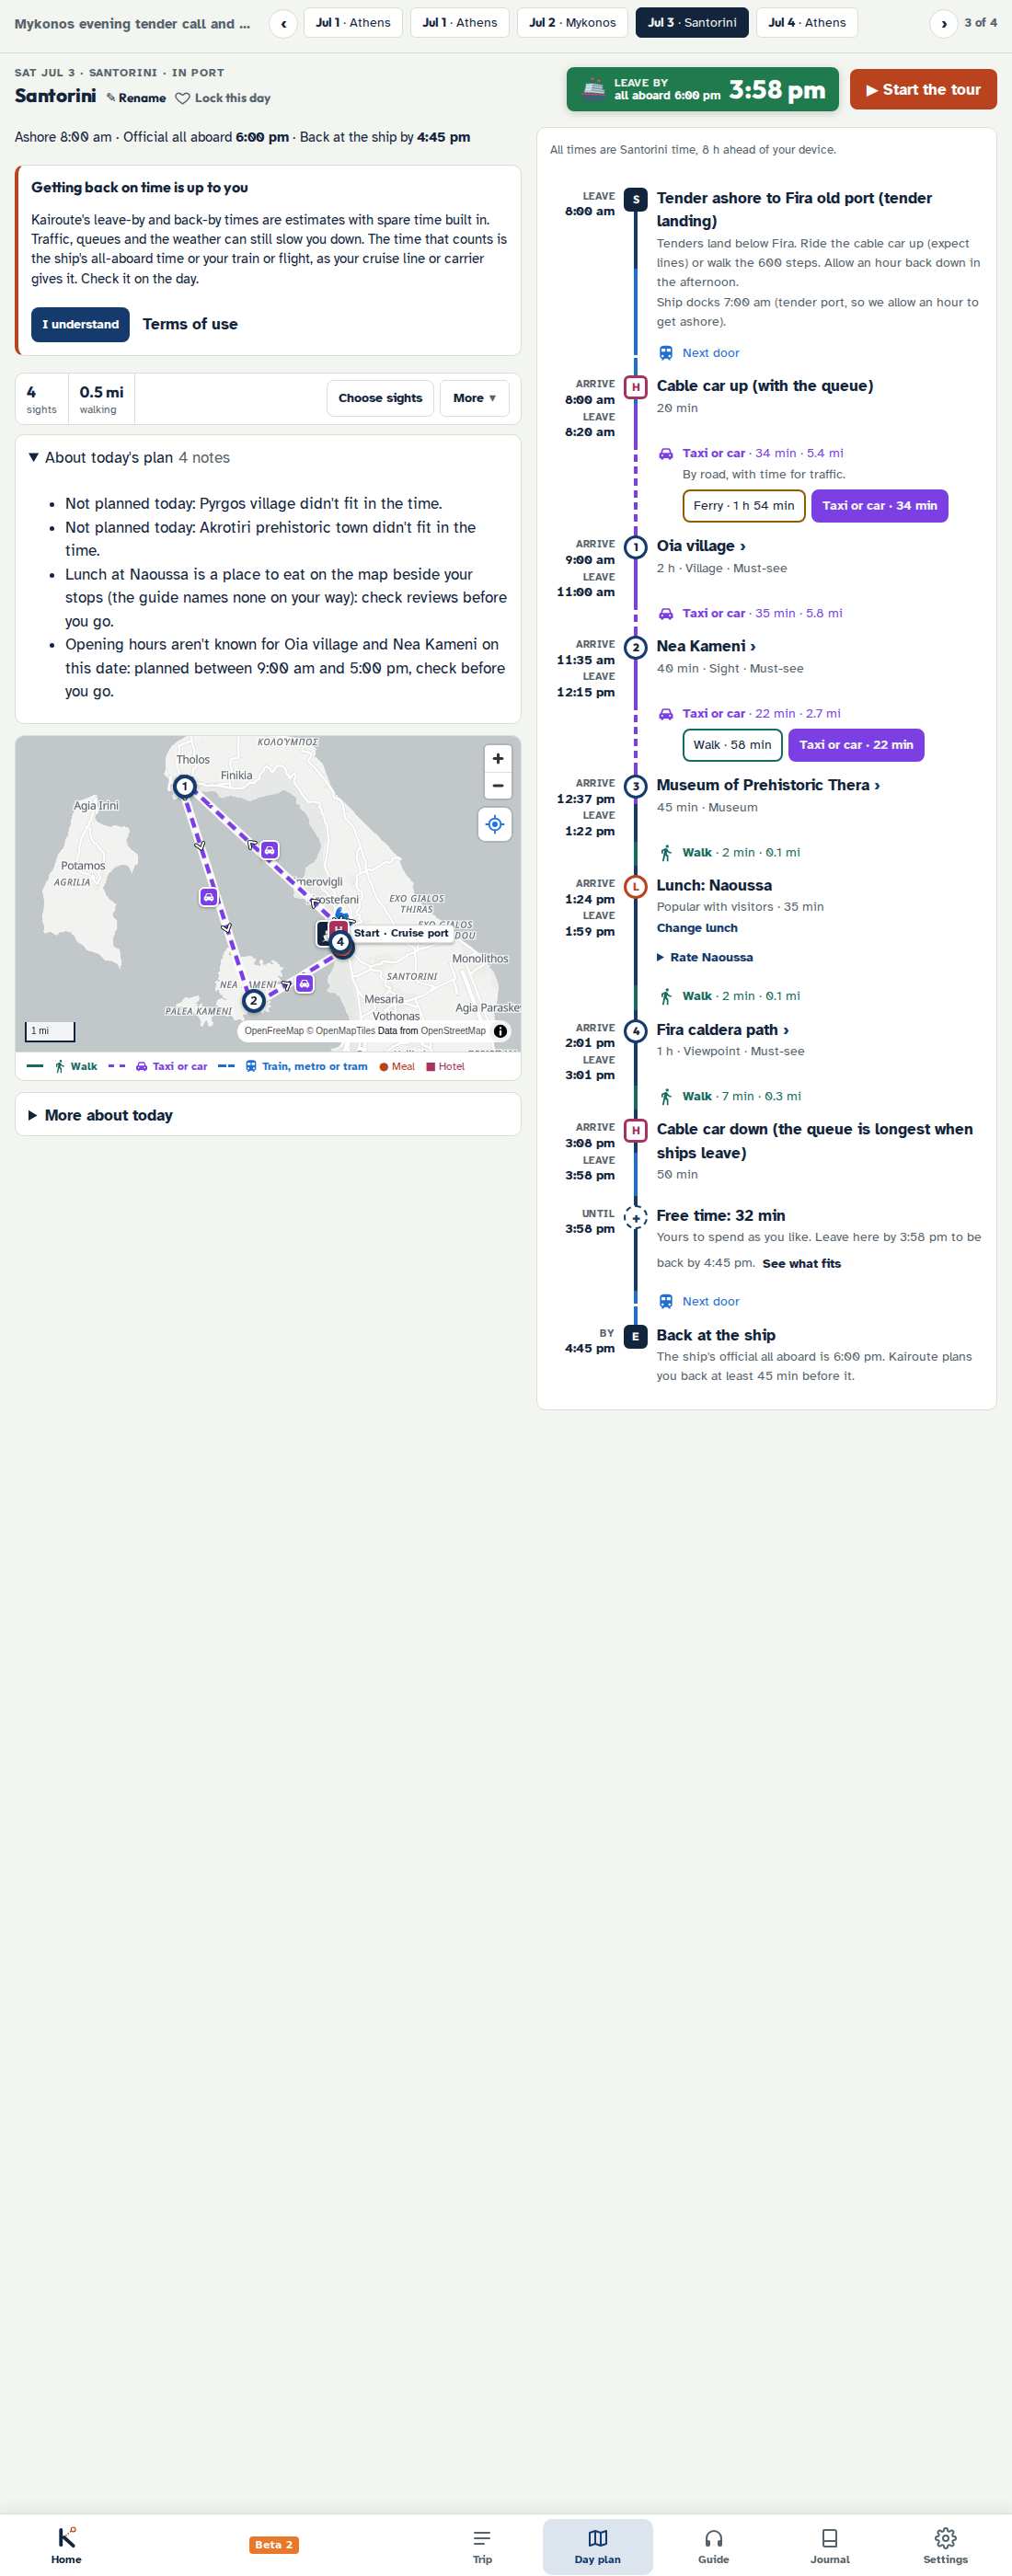 Mykonos evening tender call and ...
‹
Jul 1 · Athens
Jul 1 · Athens
Jul 2 · Mykonos
Jul 3 · Santorini
Jul 4 · Athens
›
3 of 4
SAT JUL 3 · SANTORINI · IN PORT
Santorini
✎ Rename
Lock this day
LEAVE BY
all aboard 6:00 pm
3:58 pm
▶ Start the tour
Ashore 8:00 am · Official all aboard 6:00 pm · Back at the ship by 4:45 pm
Getting back on time is up to you
Kairoute's leave-by and back-by times are estimates with spare time built in.
Traffic, queues and the weather can still slow you down. The time that counts is
the ship's all-aboard time or your train or flight, as your cruise line or carrier
gives it. Check it on the day.
I understand
Terms of use
4
sights
0.5 mi
walking
Choose sights
More ▼
▼ About today's plan 4 notes
• Not planned today: Pyrgos village didn't fit in the time.
• Not planned today: Akrotiri prehistoric town didn't fit in the
time.
• Lunch at Naoussa is a place to eat on the map beside your
stops (the guide names none on your way): check reviews before
you go.
• Opening hours aren't known for Oia village and Nea Kameni on
this date: planned between 9:00 am and 5:00 pm, check before
you go.
ΚΟΛΟΎΜΠΟΣ
Tholos
Finikia
1
Agia Irini
Potamos
AGRILIA
merovigli
ostefani
EXO GIALOS
THIRAS
EXO GIALOS
DOU
Start · Cruise port
4
Monolithos
SANTORINI
NEA KAMENI
2
PALEA KAMENI
Mesaria
Vothonas
Agia Paraske
+
−
1 mi
OpenFreeMap © OpenMapTiles Data from OpenStreetMap
Walk
Taxi or car
Train, metro or tram
Meal
Hotel
▶ More about today
All times are Santorini time, 8 h ahead of your device.
LEAVE
8:00 am
S
Tender ashore to Fira old port (tender
landing)
Tenders land below Fira. Ride the cable car up (expect
lines) or walk the 600 steps. Allow an hour back down in
the afternoon.
Ship docks 7:00 am (tender port, so we allow an hour to
get ashore).
Next door
ARRIVE
8:00 am
LEAVE
8:20 am
H
Cable car up (with the queue)
20 min
Taxi or car · 34 min · 5.4 mi
By road, with time for traffic.
Ferry · 1 h 54 min
Taxi or car · 34 min
ARRIVE
9:00 am
LEAVE
11:00 am
1
Oia village ›
2 h · Village · Must-see
Taxi or car · 35 min · 5.8 mi
ARRIVE
11:35 am
LEAVE
12:15 pm
2
Nea Kameni ›
40 min · Sight · Must-see
Taxi or car · 22 min · 2.7 mi
Walk · 58 min
Taxi or car · 22 min
ARRIVE
12:37 pm
LEAVE
1:22 pm
3
Museum of Prehistoric Thera ›
45 min · Museum
Walk · 2 min · 0.1 mi
ARRIVE
1:24 pm
LEAVE
1:59 pm
L
Lunch: Naoussa
Popular with visitors · 35 min
Change lunch
▶ Rate Naoussa
Walk · 2 min · 0.1 mi
ARRIVE
2:01 pm
LEAVE
3:01 pm
4
Fira caldera path ›
1 h · Viewpoint · Must-see
Walk · 7 min · 0.3 mi
ARRIVE
3:08 pm
LEAVE
3:58 pm
H
Cable car down (the queue is longest when
ships leave)
50 min
UNTIL
3:58 pm
+
Free time: 32 min
Yours to spend as you like. Leave here by 3:58 pm to be
back by 4:45 pm. See what fits
Next door
BY
4:45 pm
E
Back at the ship
The ship's official all aboard is 6:00 pm. Kairoute plans
you back at least 45 min before it.
Home
Beta 2
Trip
Day plan
Guide
Journal
Settings